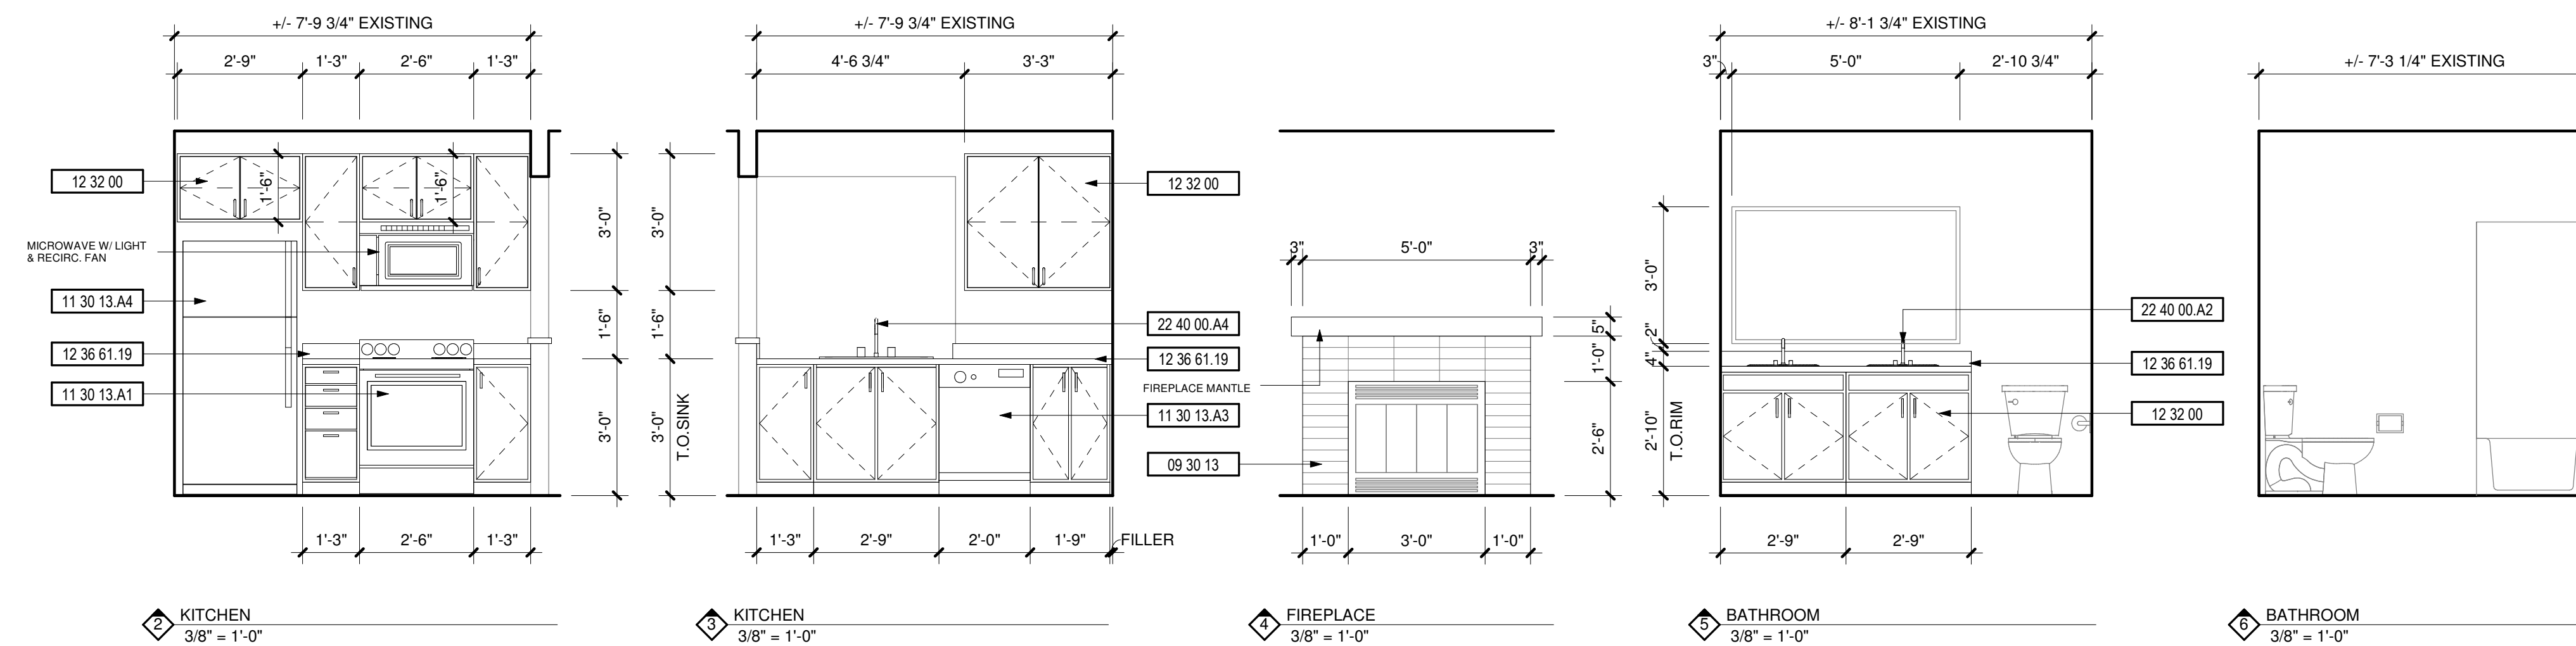 +/- 7'-9 3/4" EXISTING
2'-9" 1'-3" 2'-6" 1'-3"
12 32 00
1'-6" 1'-6"
MICROWAVE W/ LIGHT
& RECIRC. FAN
11 30 13.A4
12 36 61.19
11 30 13.A1
3'-0"
1'-6"
3'-0"
1'-3" 2'-6" 1'-3"
2 KITCHEN
3/8" = 1'-0"
+/- 7'-9 3/4" EXISTING
4'-6 3/4" 3'-3"
3'-0"
1'-6"
3'-0"
T.O.SINK
12 32 00
22 40 00.A4
12 36 61.19
11 30 13.A3
1'-3" 2'-9" 2'-0" 1'-9" FILLER
3 KITCHEN
3/8" = 1'-0"
3" 5'-0" 3"
FIREPLACE MANTLE
09 30 13
5"
1'-0"
2'-6"
1'-0" 3'-0" 1'-0"
4 FIREPLACE
3/8" = 1'-0"
+/- 8'-1 3/4" EXISTING
3" 5'-0" 2'-10 3/4"
3'-0"
2"
4"
2'-10"
T.O.RIM
22 40 00.A2
12 36 61.19
12 32 00
2'-9" 2'-9"
5 BATHROOM
3/8" = 1'-0"
+/- 7'-3 1/4" EXISTING
6 BATHROOM
3/8" = 1'-0"